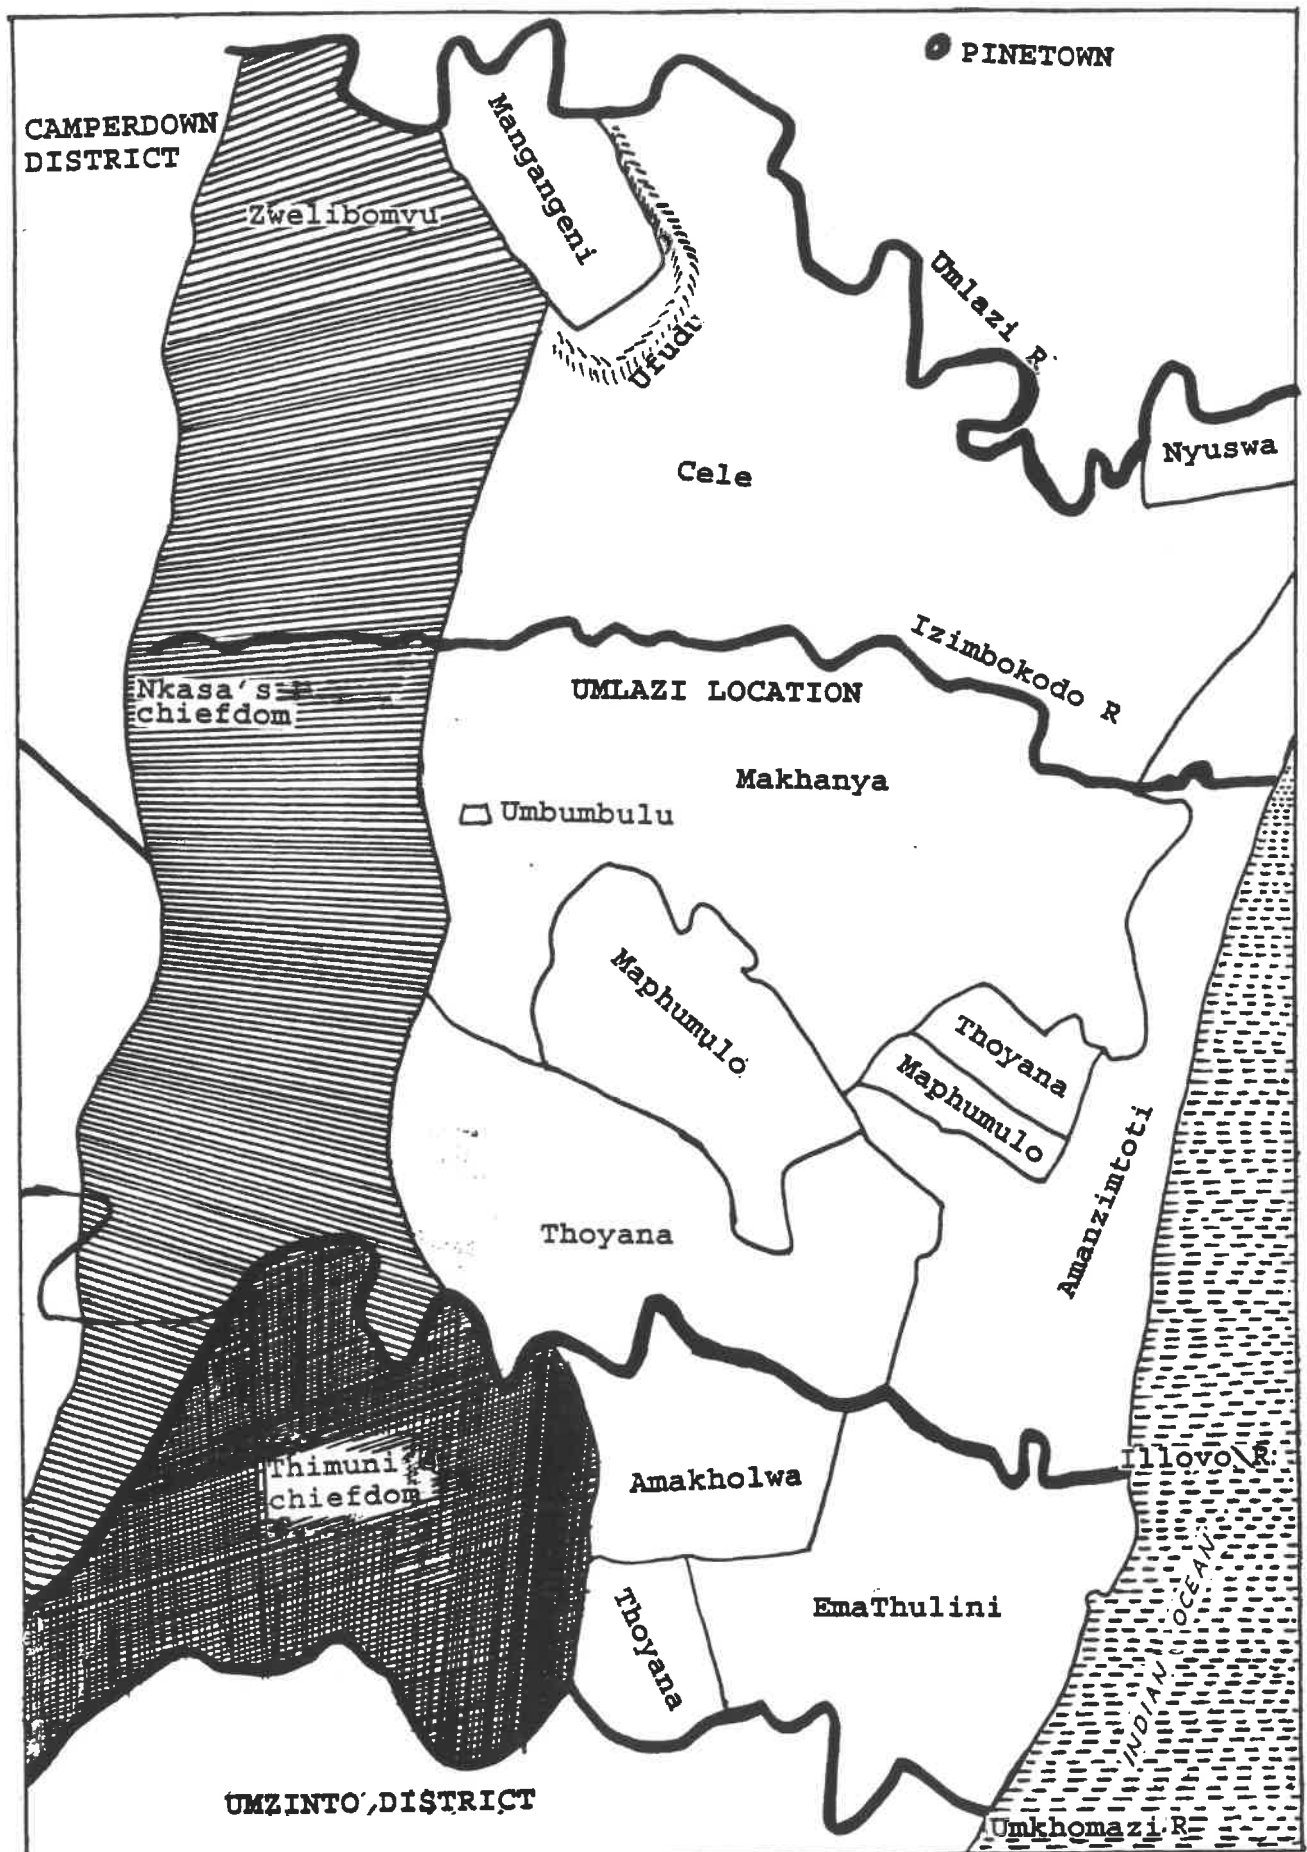 PINETOWN
CAMPERDOWN
DISTRICT
Mangangeni
Zwelibomvu
Umlazi R
Ufudu
Nyuswa
Cele
Izimbokodo R
Nkasa's
chiefdom
UMLAZI LOCATION
Makhanya
Umbumbulu
Maphumulo
Thoyana
Maphumulo
Amanzimtoti
Thoyana
Illovo R.
Thimuni
chiefdom
Amakholwa
EmaThulini
Thoyana
INDIAN OCEAN
UMZINTO DISTRICT
Umkhomazi R